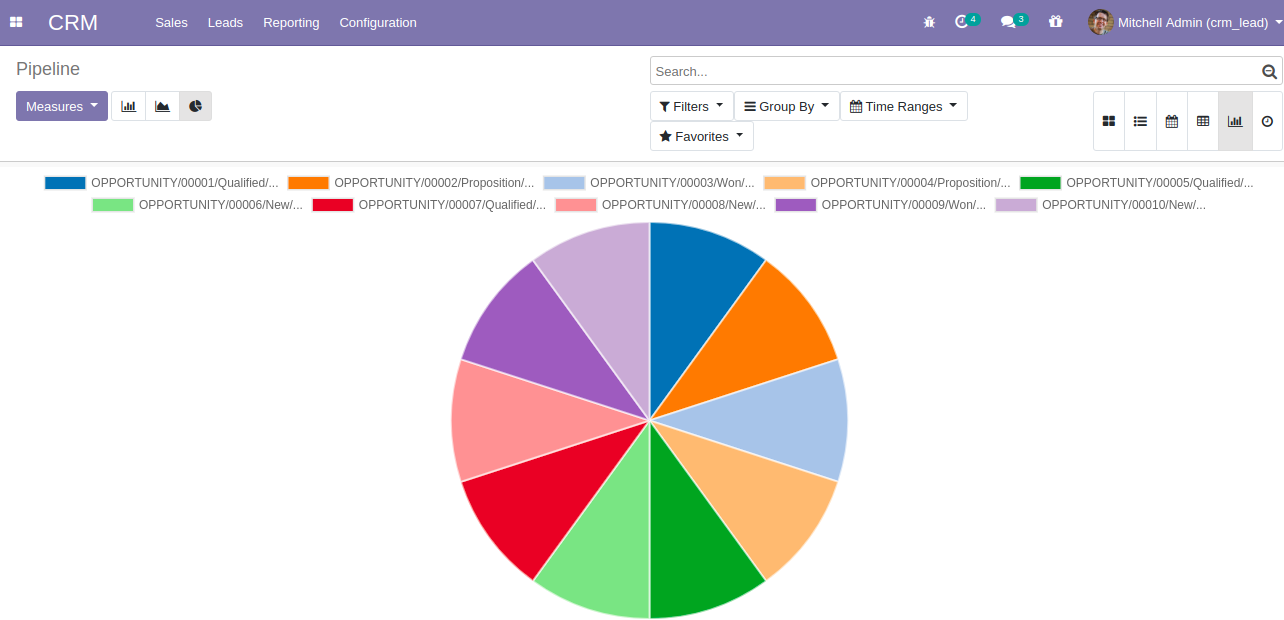 CRM Sales Leads Reporting Configuration 4 3 Mitchell Admin (crm_lead)
Pipeline
Search...
Measures
Filters Group By Time Ranges
Favorites
OPPORTUNITY/00001/Qualified/... OPPORTUNITY/00002/Proposition/... OPPORTUNITY/00003/Won/... OPPORTUNITY/00004/Proposition/... OPPORTUNITY/00005/Qualified/...
OPPORTUNITY/00006/New/... OPPORTUNITY/00007/Qualified/... OPPORTUNITY/00008/New/... OPPORTUNITY/00009/Won/... OPPORTUNITY/00010/New/...